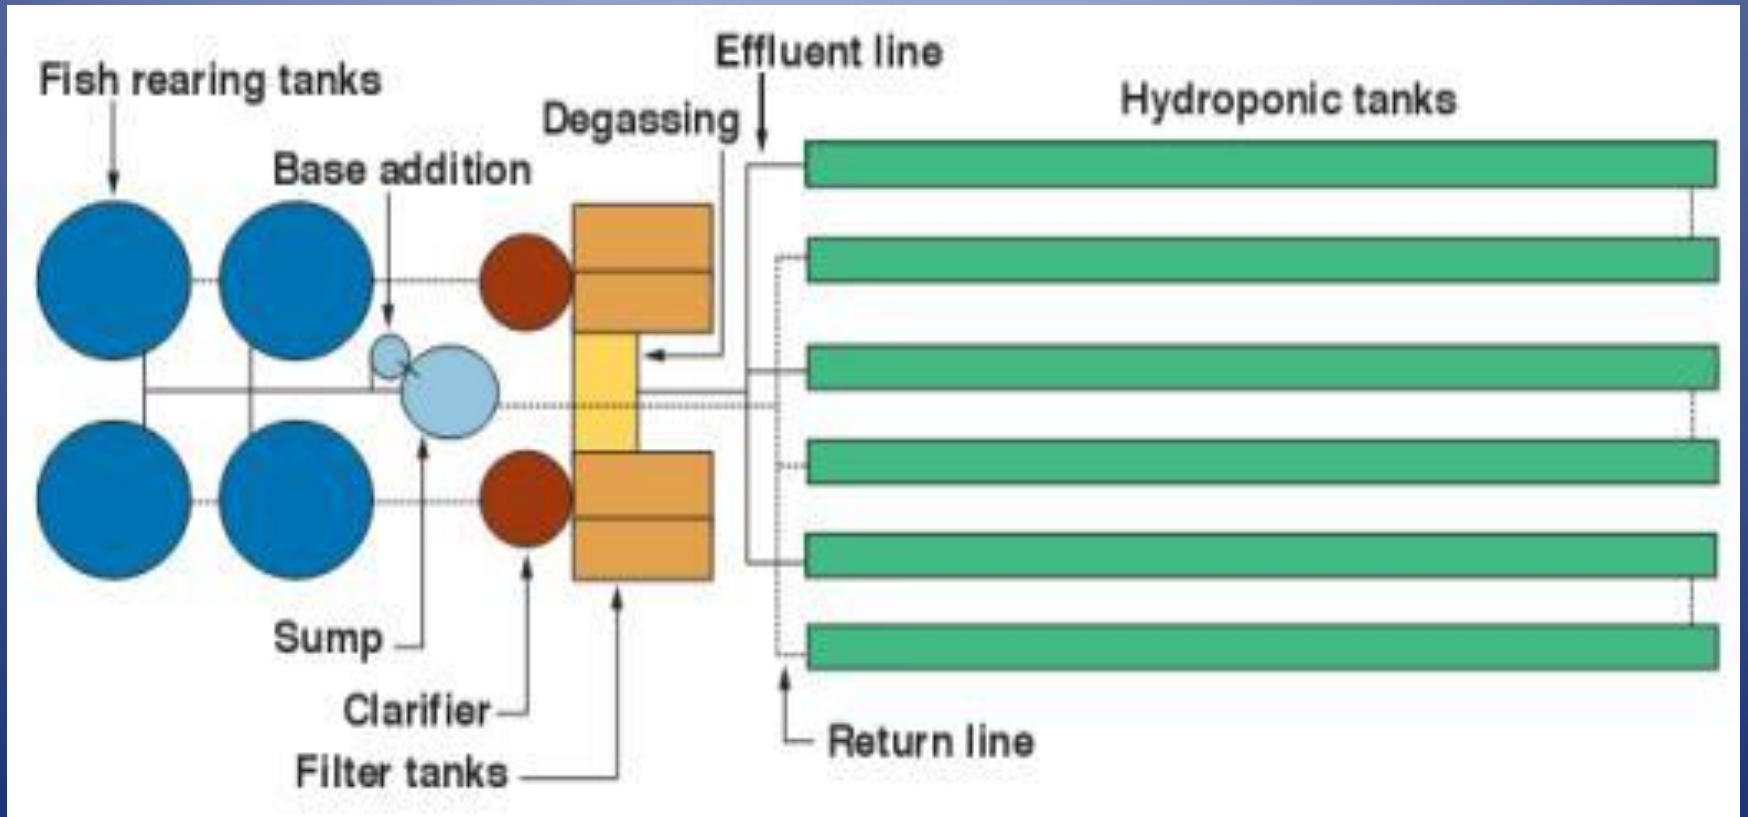 Effluent line
Fish rearing tanks
Hydroponic tanks
Degassing
Base addition
Sump
Clarifier
Return line
Filter tanks